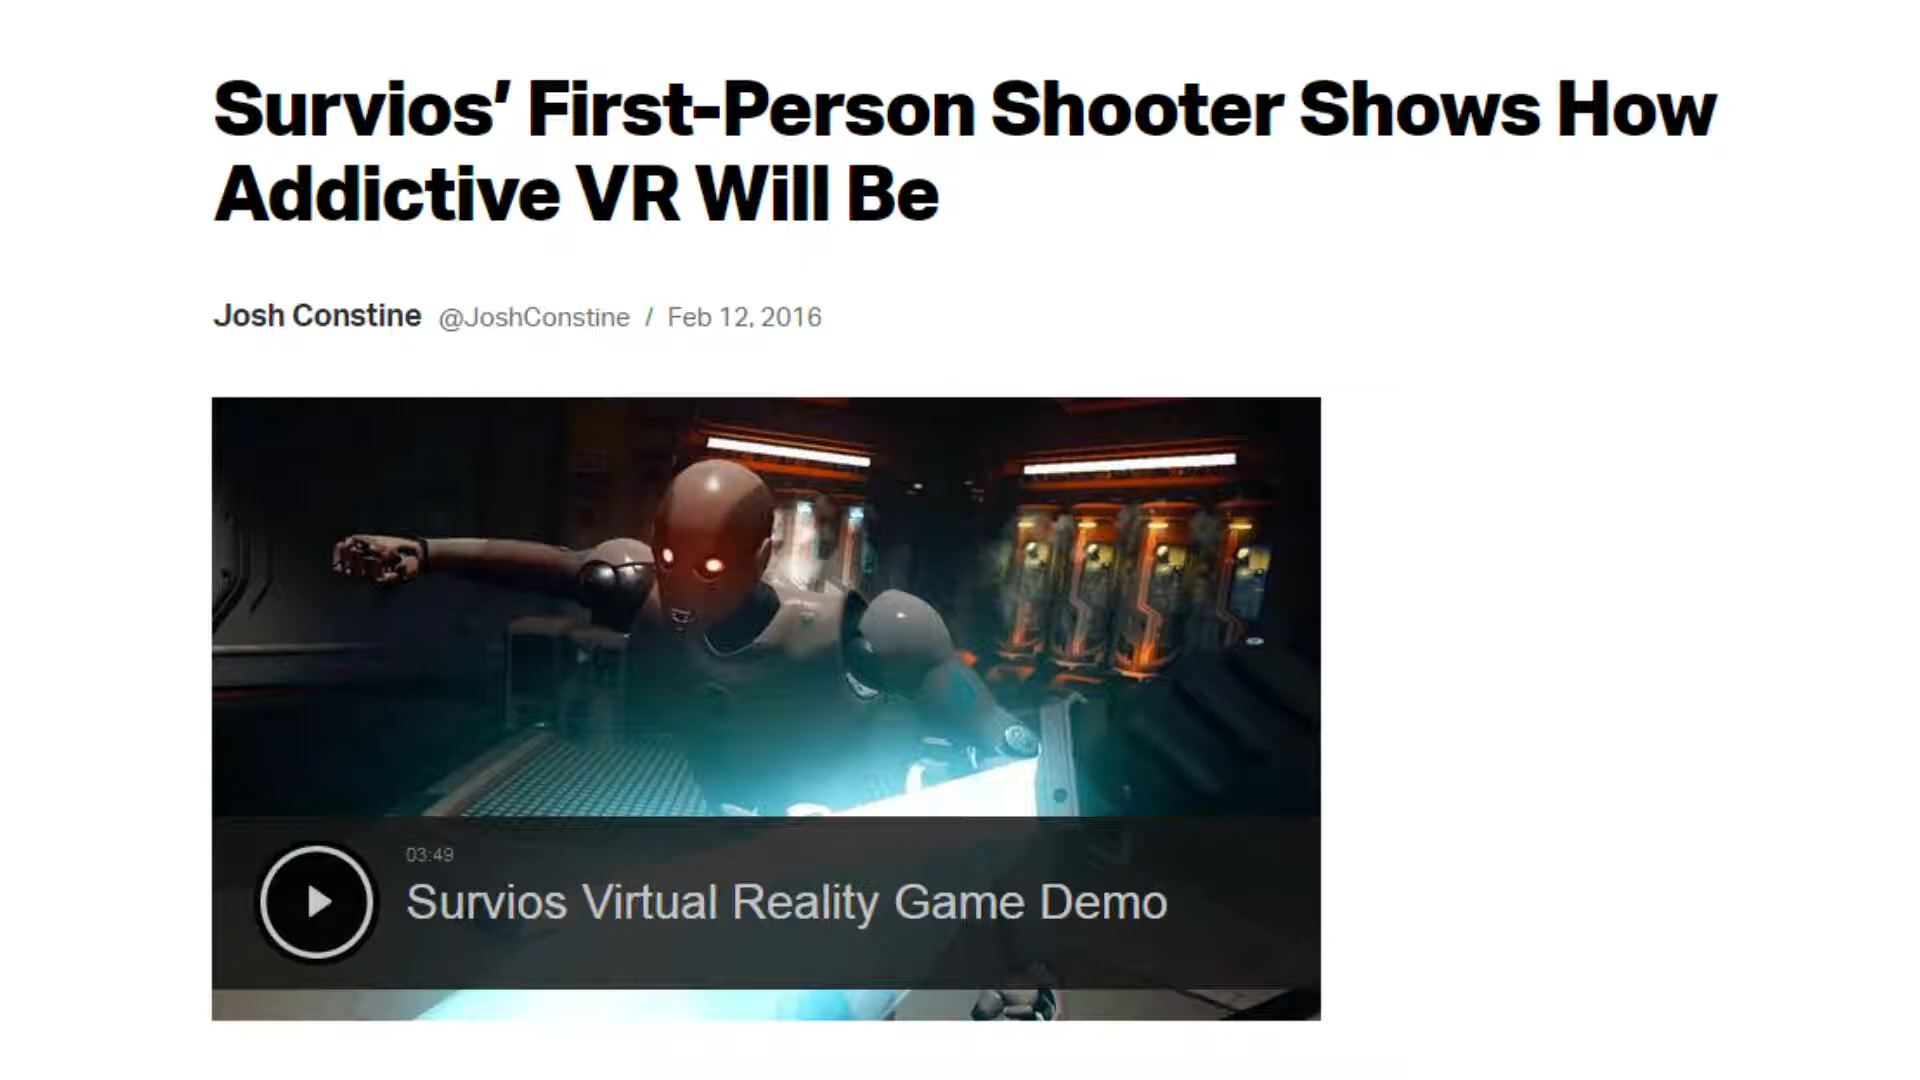 Survios’ First-Person Shooter Shows How
Addictive VR Will Be
Josh Constine @JoshConstine / Feb 12, 2016
03:49
Survios Virtual Reality Game Demo